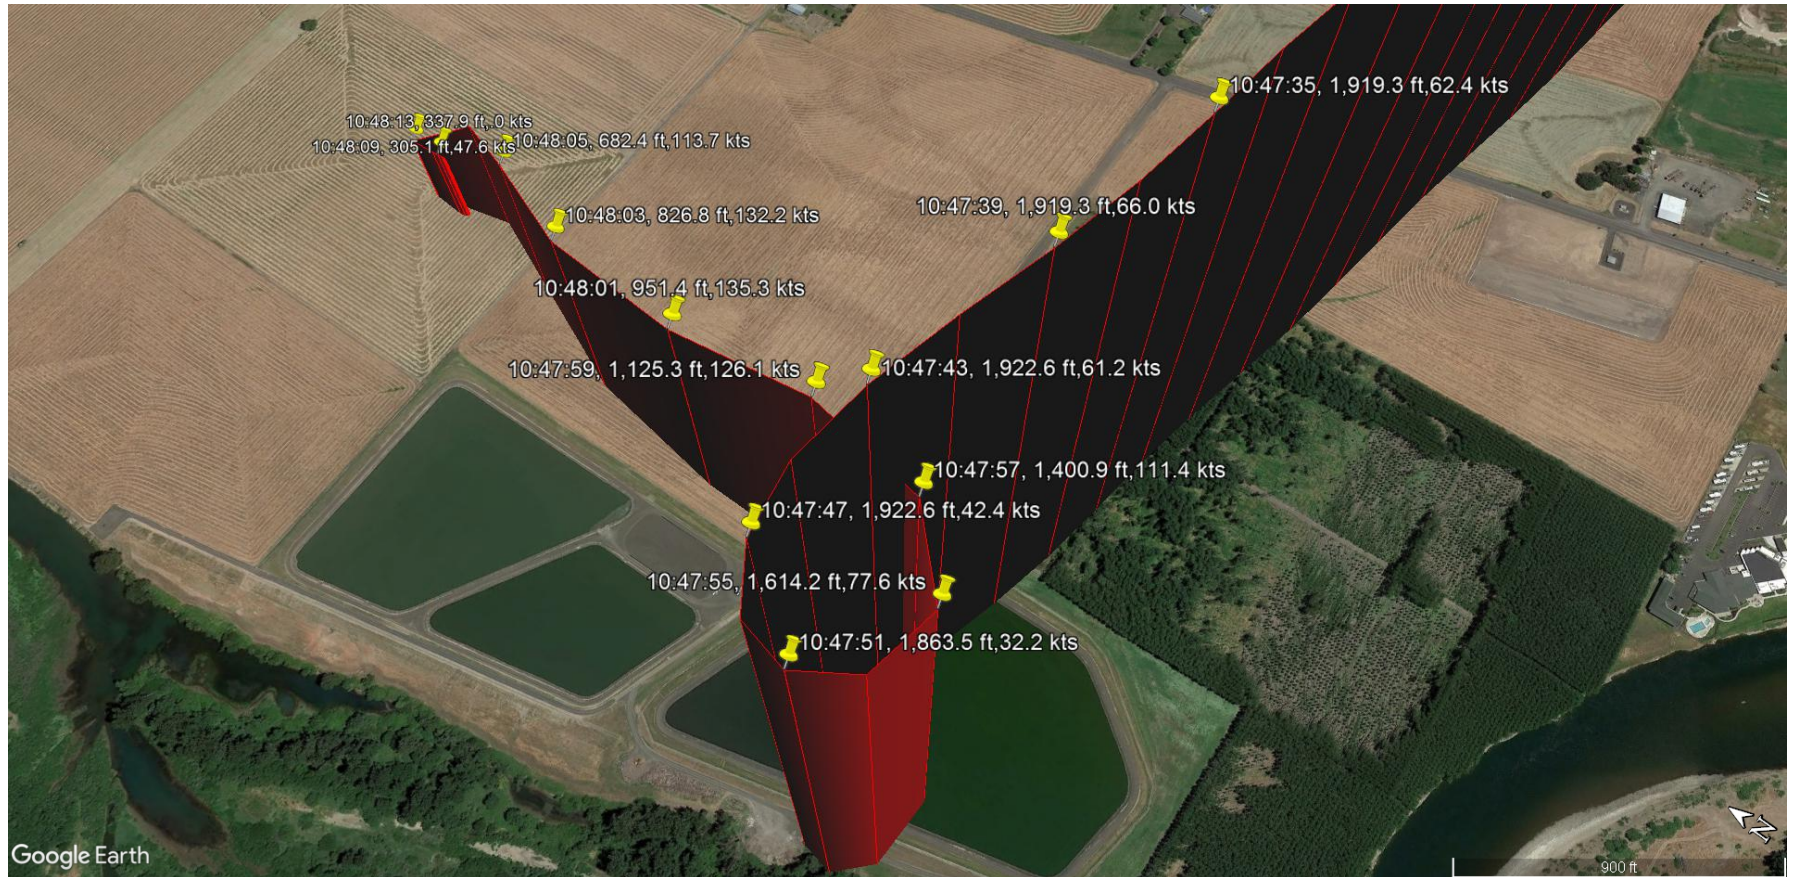 10:47:35, 1,919.3 ft,62.4 kts
10:48:13, 337.9 ft,.0 kts
10:48:05, 682.4 ft,113.7 kts
10:48:09, 305.1 ft,47.6 kts
10:47:39, 1,919.3 ft,66.0 kts
10:48:03, 826.8 ft,132.2 kts
10:48:01, 951.4 ft,135.3 kts
10:47:59, 1,125.3 ft,126.1 kts
10:47:43, 1,922.6 ft,61.2 kts
10:47:57, 1,400.9 ft,111.4 kts
10:47:47, 1,922.6 ft,42.4 kts
10:47:55, 1,614.2 ft,77.6 kts
10:47:51, 1,863.5 ft,32.2 kts
N
Google Earth
900 ft